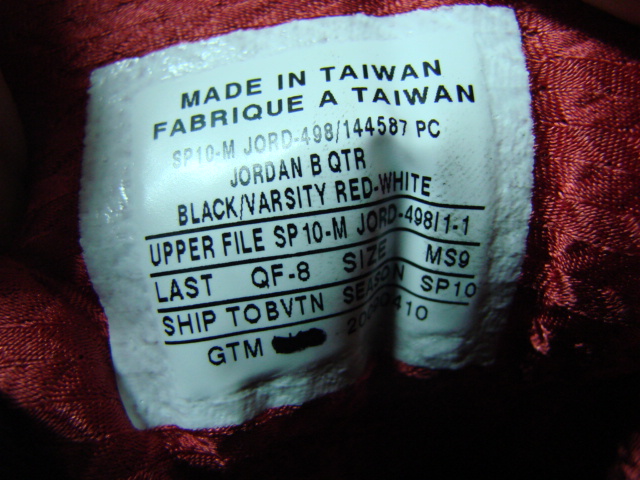 MADE IN TAIWAN
FABRIQUE A TAIWAN
SP10-M JORD-498/144587 PC
JORDAN B QTR
BLACK/VARSITY RED-WHITE
UPPER FILE SP10-M JORD-498/1-1
LAST QF-8 SIZE MS9
SHIP TO BVTN SEASON SP10
GTM